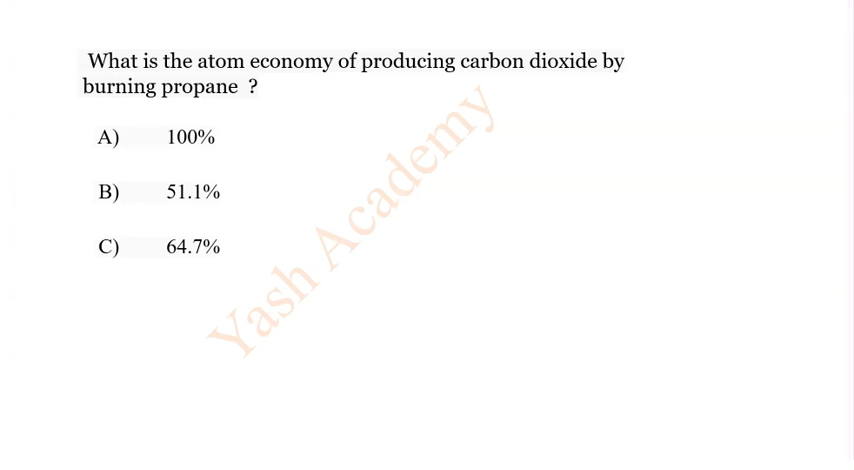 What is the atom economy of producing carbon dioxide by
burning propane ?
A) 100%
B) 51.1%
C) 64.7%
Yash Academy